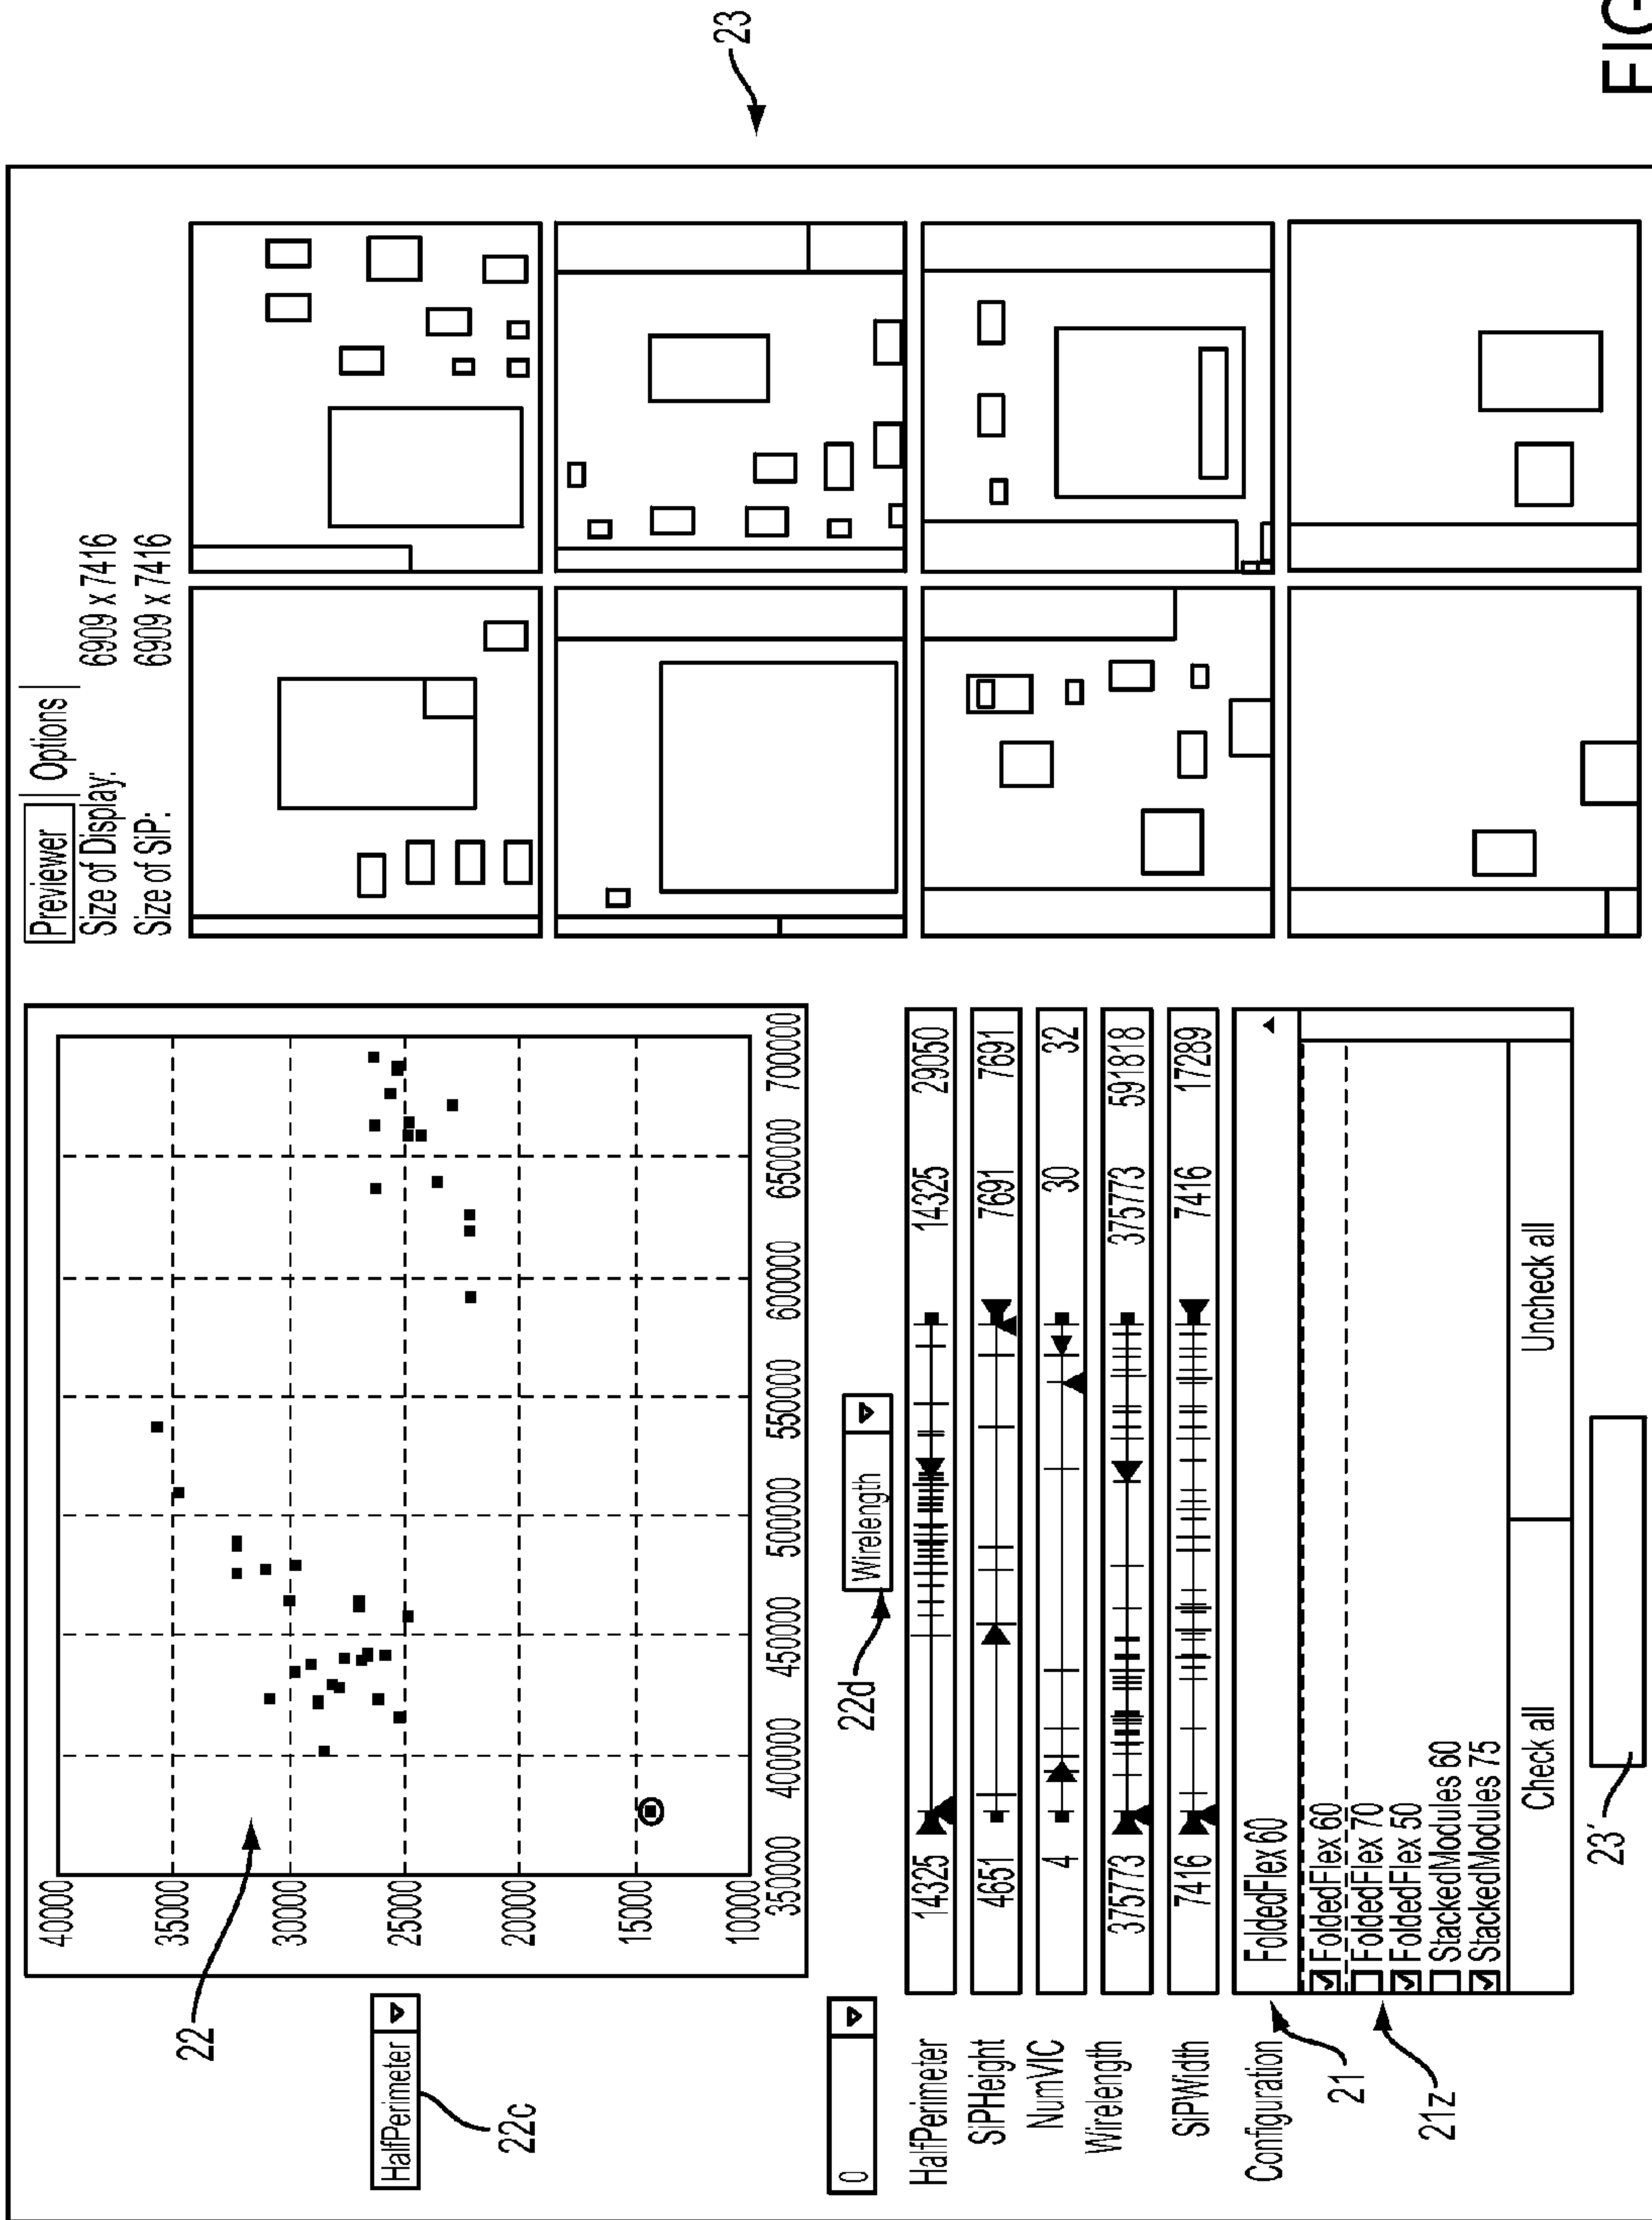 22
22c
HalfPerimeter
40000
35000
30000
25000
20000
15000
10000
350000 400000 450000 500000 550000 600000 650000 700000
22d
Wirelength
0
HalfPerimeter 14325 14325 29050
SiPHeight 4651 7691 7691
NumVIC 4 30 32
Wirelength 375773 375773 591818
SiPWidth 7416 7416 17289
Configuration FoldedFlex 60
21
21z
FoldedFlex 60
FoldedFlex 70
FoldedFlex 50
StackedModules 60
StackedModules 75
Check all Uncheck all
23´
Previewer Options
Size of Display: 6909 x 7416
Size of SiP: 6909 x 7416
23